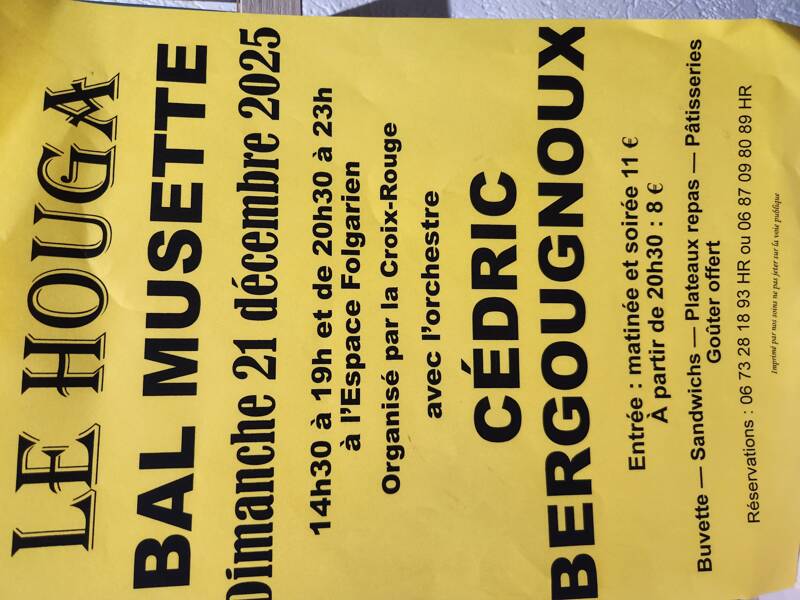 LE HOUGA
BAL MUSETTE
Dimanche 21 décembre 2025
14h30 à 19h et de 20h30 à 23h
à l'Espace Folgarien
Organisé par la Croix-Rouge
avec l'orchestre
CÉDRIC
BERGOUGNOUX
Entrée : matinée et soirée 11 €
À partir de 20h30 : 8 €
Buvette — Sandwichs — Plateaux repas — Pâtisseries
Goûter offert
Réservations : 06 73 28 18 93 HR ou 06 87 09 80 89 HR
Imprimé par nos soins ne pas jeter sur la voie publique